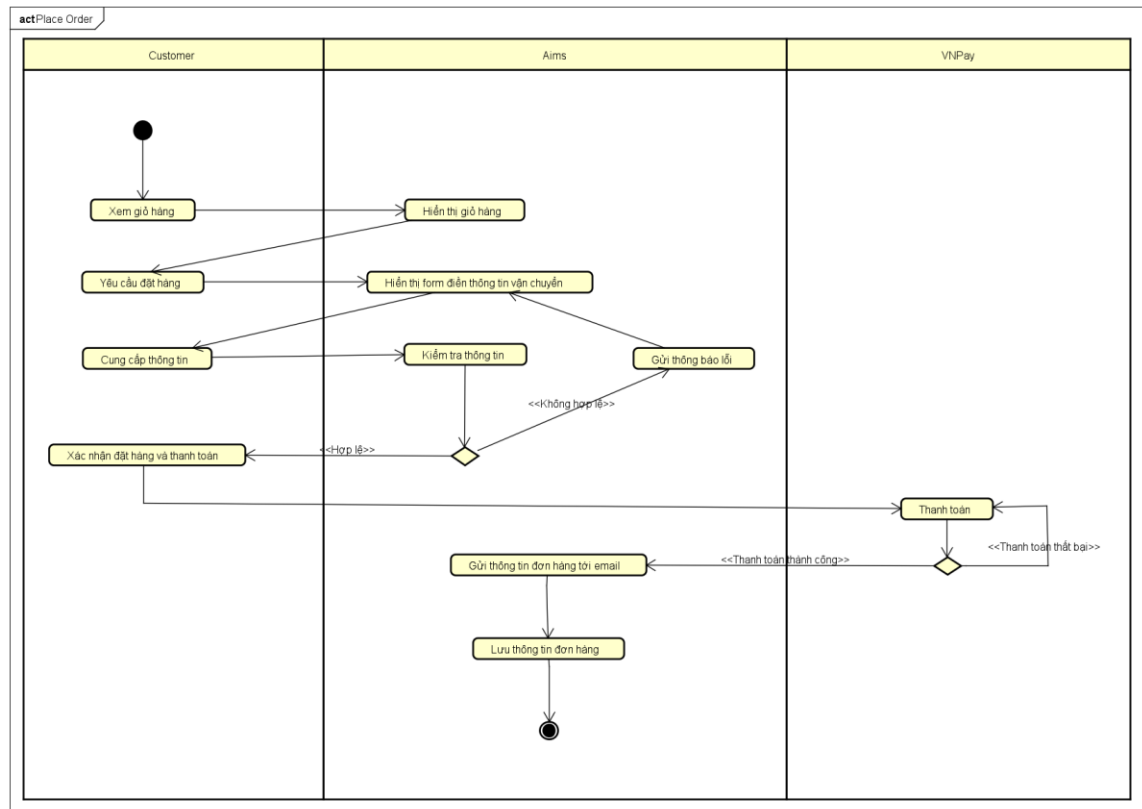 act Place Order
Customer
Aims
VNPay
Xem giỏ hàng
Hiển thị giỏ hàng
Yêu cầu đặt hàng
Hiển thị form điền thông tin vận chuyển
Cung cấp thông tin
Kiểm tra thông tin
Gửi thông báo lỗi
<<Không hợp lệ>>
Xác nhận đặt hàng và thanh toán
<<Hợp lệ>>
Thanh toán
<<Thanh toán thất bại>>
Gửi thông tin đơn hàng tới email
<<Thanh toán thành công>>
Lưu thông tin đơn hàng